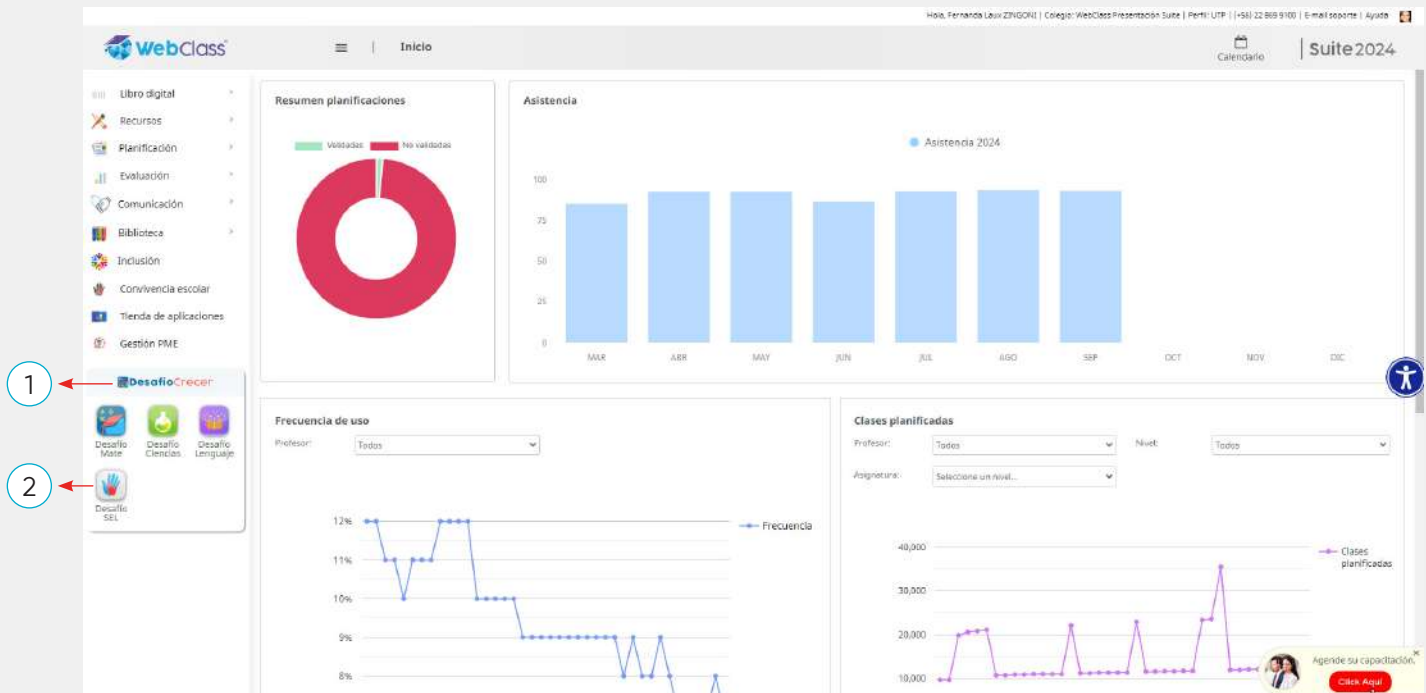 Hola, Fernanda Laux ZINGONI | Colegio: WebClass Presentación Suite | Perfil: UTP | (+56) 22 869 9100 | E-mail soporte | Ayuda
WebClass
Inicio
Calendario
Suite 2024
Libro digital
Recursos
Planificación
Evaluación
Comunicación
Biblioteca
Inclusión
Convivencia escolar
Tienda de aplicaciones
Gestión PME
1
DesafíoCrecer
Desafío
Mate
Desafío
Ciencias
Desafío
Lenguaje
2
Desafío
SEL
Resumen planificaciones
Validadas No validadas
Asistencia
Asistencia 2024
100
75
50
25
0
MAR ABR MAY JUN JUL AGO SEP OCT NOV DIC
Frecuencia de uso
Profesor: Todos
12%
11%
10%
9%
8%
Frecuencia
Clases planificadas
Profesor: Todos Nivel: Todos
Asignatura: Seleccione un nivel...
40,000
30,000
20,000
10,000
Clases
planificadas
Agende su capacitación.
Click Aquí